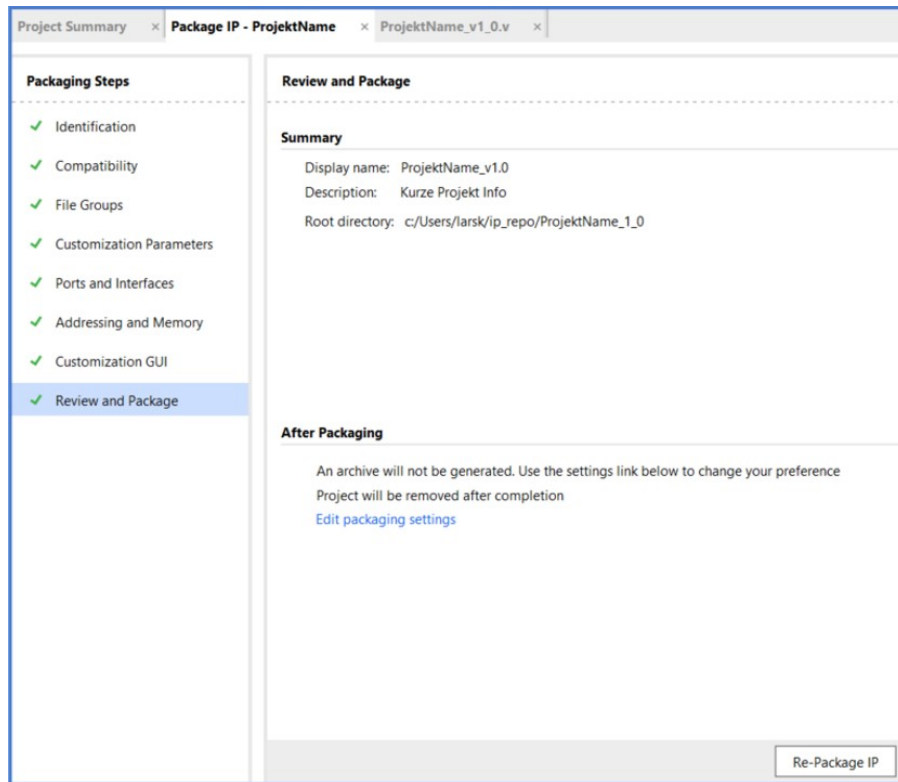 Project Summary × Package IP - ProjektName × ProjektName_v1_0.v ×
Packaging Steps
Identification
Compatibility
File Groups
Customization Parameters
Ports and Interfaces
Addressing and Memory
Customization GUI
Review and Package
Review and Package
Summary
Display name: ProjektName_v1.0
Description: Kurze Projekt Info
Root directory: c:/Users/larsk/ip_repo/ProjektName_1_0
After Packaging
An archive will not be generated. Use the settings link below to change your preference
Project will be removed after completion
Edit packaging settings
Re-Package IP